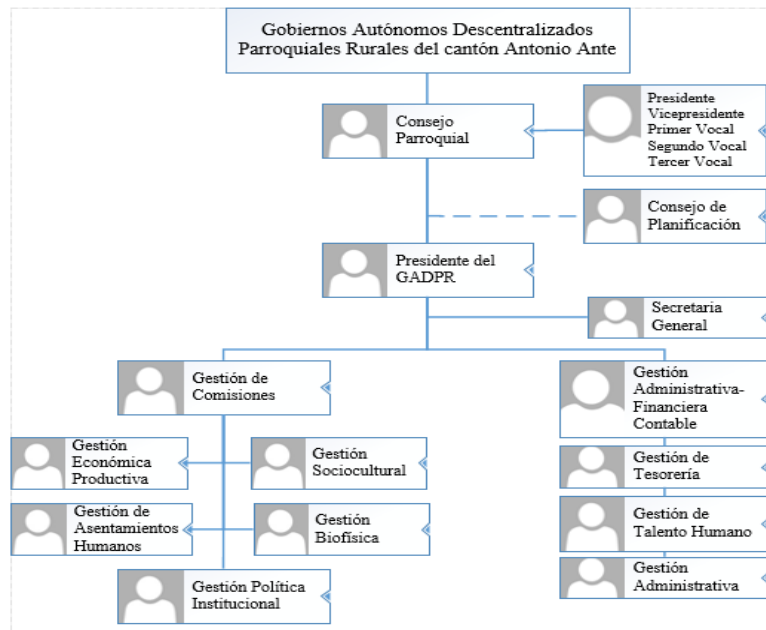 Gobiernos Autónomos Descentralizados
Parroquiales Rurales del cantón Antonio Ante
Consejo
Parroquial
Presidente
Vicepresidente
Primer Vocal
Segundo Vocal
Tercer Vocal
Consejo de
Planificación
Presidente del
GADPR
Secretaria
General
Gestión de
Comisiones
Gestión
Económica
Productiva
Gestión
Sociocultural
Gestión de
Asentamientos
Humanos
Gestión
Biofísica
Gestión Política
Institucional
Gestión
Administrativa-
Financiera
Contable
Gestión de
Tesorería
Gestión de
Talento Humano
Gestión
Administrativa